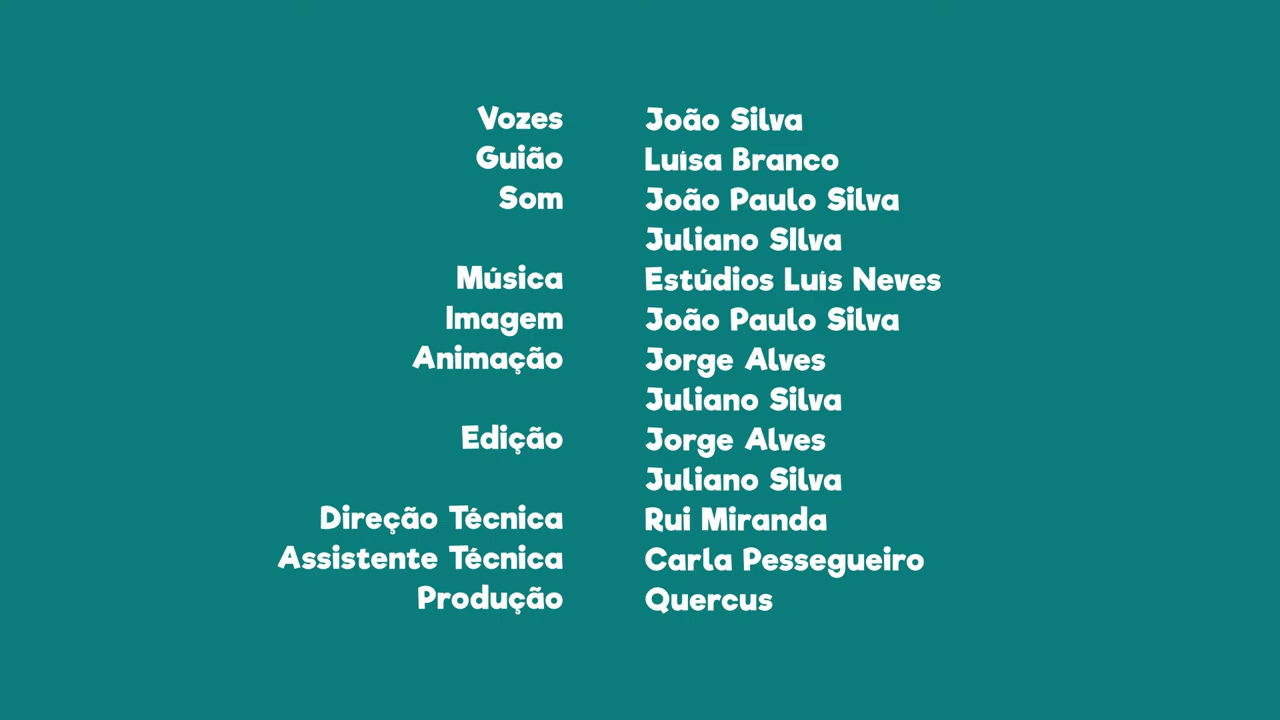 Vozes João Silva
Guião Luísa Branco
Som João Paulo Silva
Juliano SIlva
Música Estúdios Luís Neves
Imagem João Paulo Silva
Animação Jorge Alves
Juliano Silva
Edição Jorge Alves
Juliano Silva
Direção Técnica Rui Miranda
Assistente Técnica Carla Pessegueiro
Produção Quercus